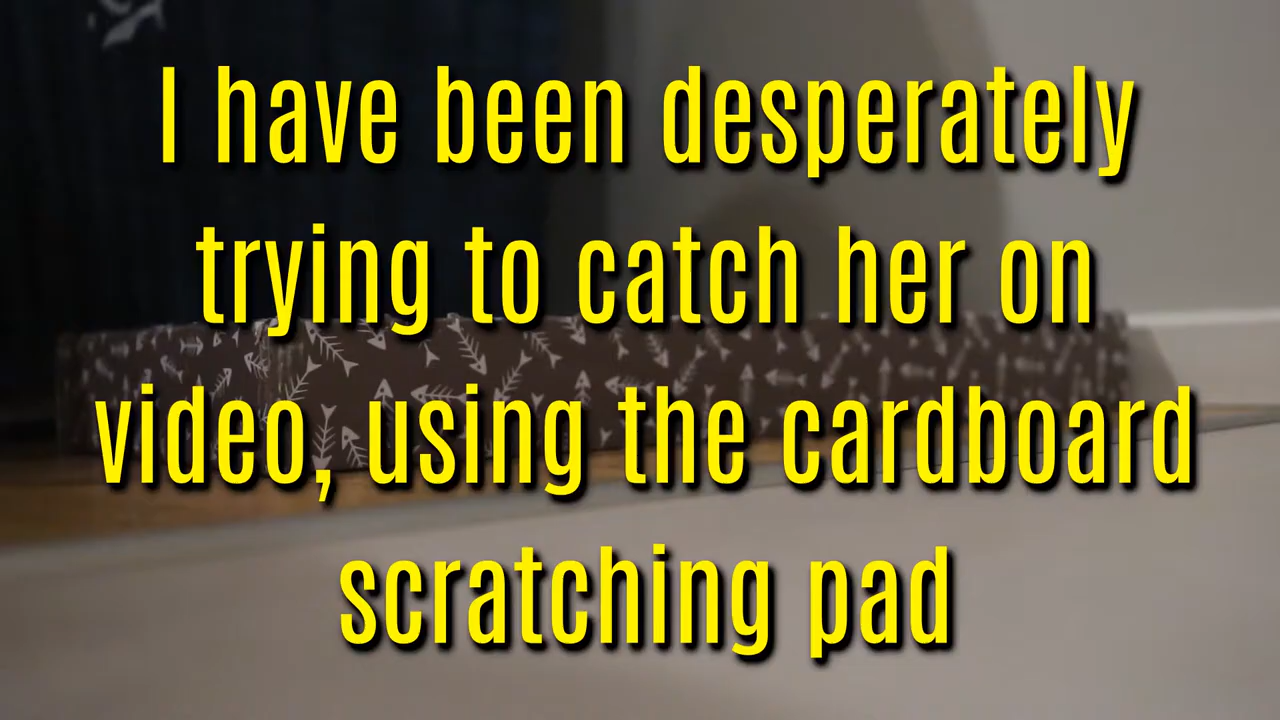 I have been desperately
trying to catch her on
video, using the cardboard
scratching pad